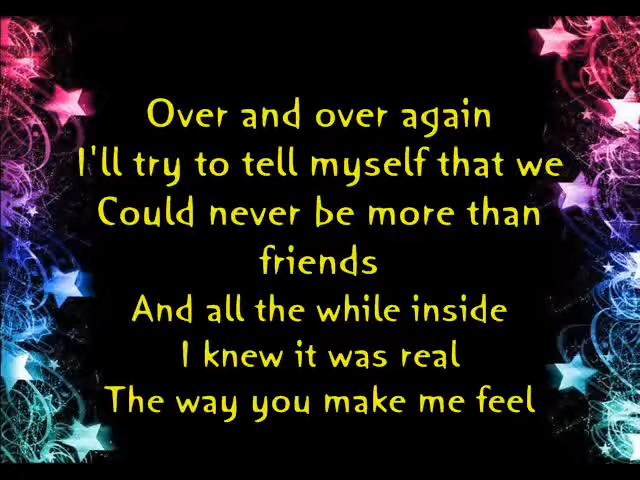 Over and over again
I'll try to tell myself that we
Could never be more than
friends
And all the while inside
I knew it was real
The way you make me feel